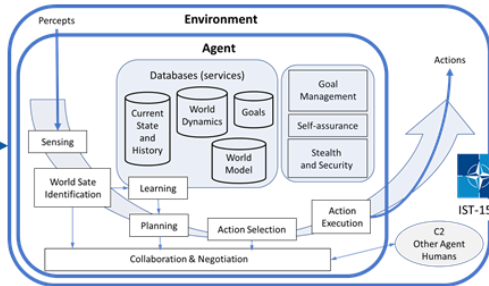 Environment
Percepts
Agent
Actions
Databases (services)
Current
State
and
History
World
Dynamics
Goals
World
Model
Goal
Management
Self-assurance
Stealth
and Security
Sensing
World Sate
Identification
Learning
Planning
Action Selection
Action
Execution
Collaboration & Negotiation
C2
Other Agent
Humans